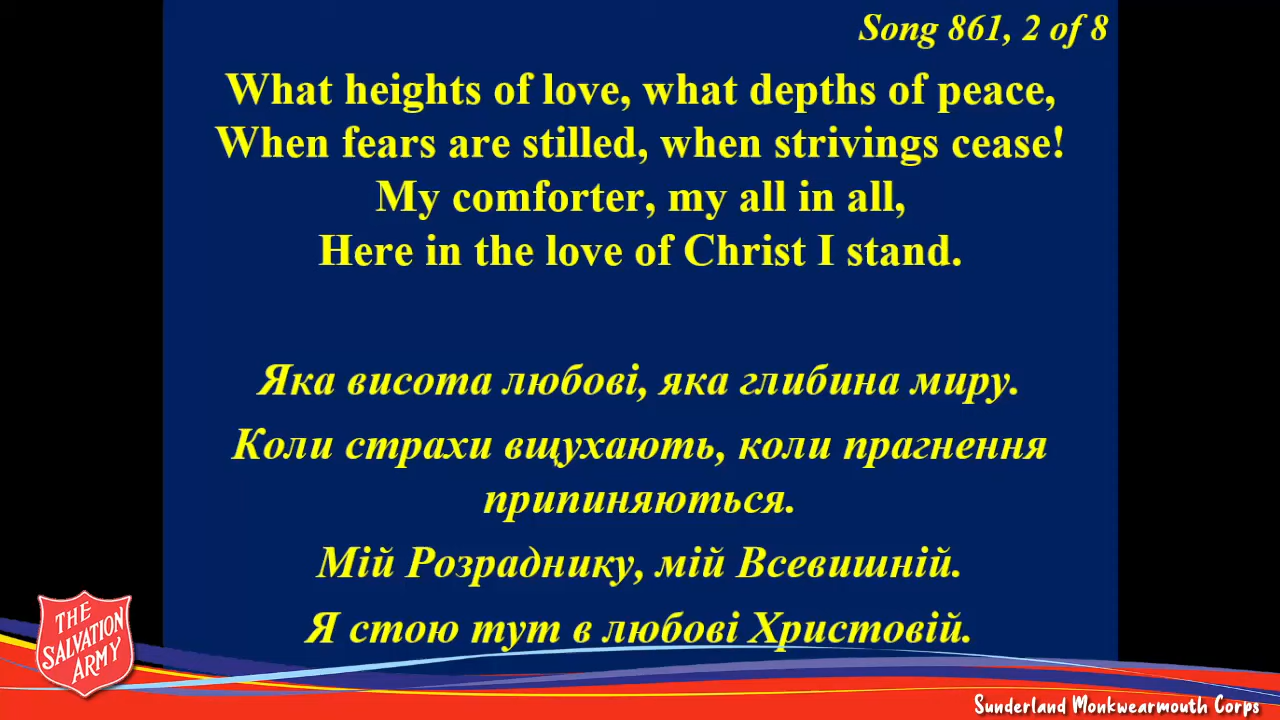 Song 861, 2 of 8
What heights of love, what depths of peace,
When fears are stilled, when strivings cease!
My comforter, my all in all,
Here in the love of Christ I stand.
Яка висота любові, яка глибина миру.
Коли страхи вщухають, коли прагнення
припиняються.
Мій Розраднику, мій Всевишній.
Я стою тут в любові Христовій.
THE
SALVATION
ARMY
Sunderland Monkwearmouth Corps